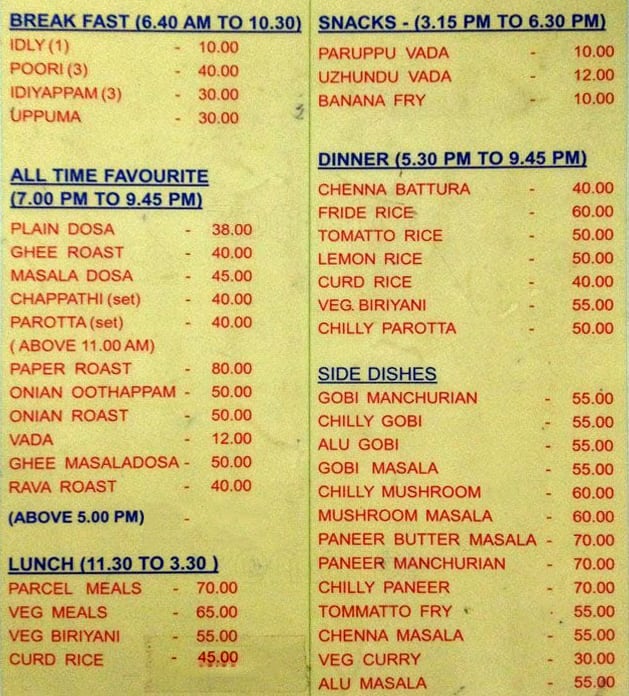 BREAK FAST (6.40 AM TO 10.30)
IDLY (1) - 10.00
POORI (3) - 40.00
IDIYAPPAM (3) - 30.00
UPPUMA - 30.00
ALL TIME FAVOURITE
(7.00 PM TO 9.45 PM)
PLAIN DOSA - 38.00
GHEE ROAST - 40.00
MASALA DOSA - 45.00
CHAPPATHI (set) - 40.00
PAROTTA (set) - 40.00
( ABOVE 11.00 AM)
PAPER ROAST - 80.00
ONIAN OOTHAPPAM - 50.00
ONIAN ROAST - 50.00
VADA - 12.00
GHEE MASALADOSA - 50.00
RAVA ROAST - 40.00
(ABOVE 5.00 PM) -
LUNCH (11.30 TO 3.30 )
PARCEL MEALS - 70.00
VEG MEALS - 65.00
VEG BIRIYANI - 55.00
CURD RICE - 45.00
SNACKS - (3.15 PM TO 6.30 PM)
PARUPPU VADA - 10.00
UZHUNDU VADA - 12.00
BANANA FRY - 10.00
DINNER (5.30 PM TO 9.45 PM)
CHENNA BATTURA - 40.00
FRIDE RICE - 60.00
TOMATTO RICE - 50.00
LEMON RICE - 50.00
CURD RICE - 40.00
VEG. BIRIYANI - 55.00
CHILLY PAROTTA - 50.00
SIDE DISHES
GOBI MANCHURIAN - 55.00
CHILLY GOBI - 55.00
ALU GOBI - 55.00
GOBI MASALA - 55.00
CHILLY MUSHROOM - 60.00
MUSHROOM MASALA - 60.00
PANEER BUTTER MASALA - 70.00
PANEER MANCHURIAN - 70.00
CHILLY PANEER - 70.00
TOMMATTO FRY - 55.00
CHENNA MASALA - 55.00
VEG CURRY - 30.00
ALU MASALA - 55.00